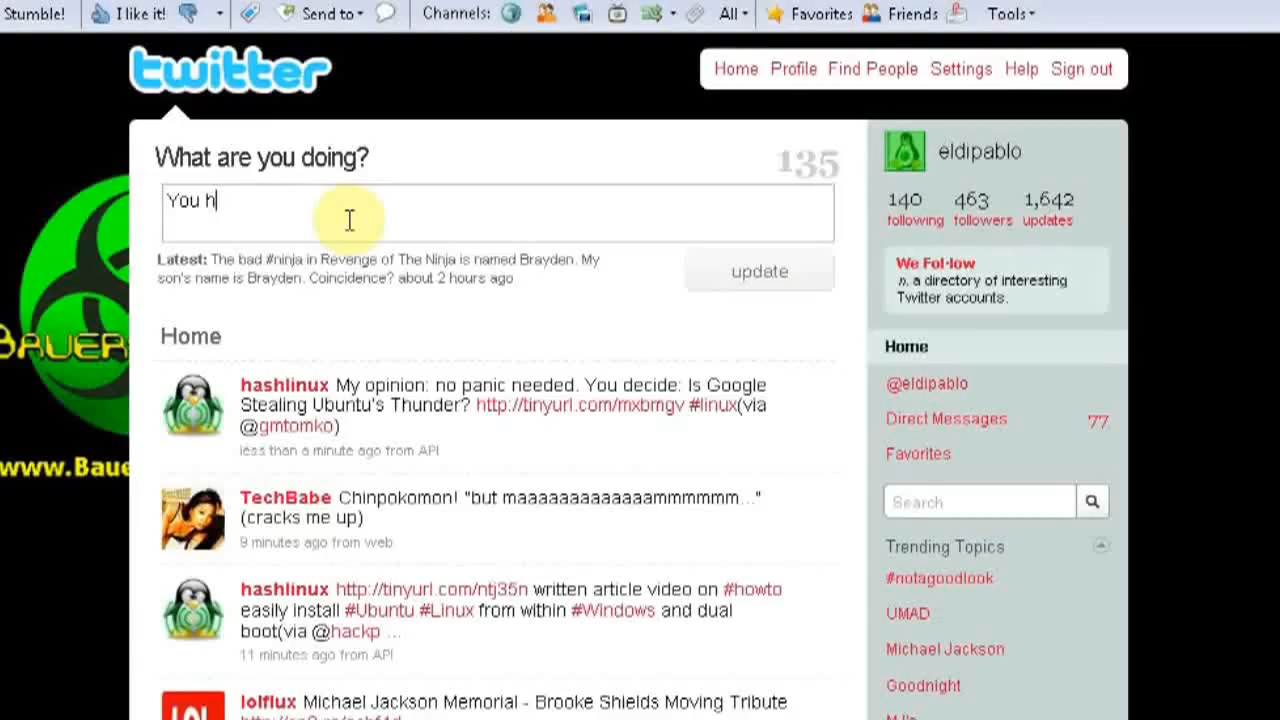 Stumble! I like it! Send to Channels: All Favorites Friends Tools
twitter
Home Profile Find People Settings Help Sign out
What are you doing? 135
You h
Latest: The bad #ninja in Revenge of The Ninja is named Brayden. My
son's name is Brayden. Coincidence? about 2 hours ago
update
Home
hashlinux My opinion: no panic needed. You decide: Is Google
Stealing Ubuntu's Thunder? http://tinyurl.com/mxbmgv #linux(via
@gmtomko)
less than a minute ago from API
TechBabe Chinpokomon! "but maaaaaaaaaaaaaammmmmm..."
(cracks me up)
9 minutes ago from web
hashlinux http://tinyurl.com/ntj35n written article video on #howto
easily install #Ubuntu #Linux from within #Windows and dual
boot(via @hackp ...
11 minutes ago from API
LOL
lolflux Michael Jackson Memorial - Brooke Shields Moving Tribute
eldipablo
140 463 1,642
following followers updates
We Fol·low
n. a directory of interesting
Twitter accounts.
Home
@eldipablo
Direct Messages 77
Favorites
Search
Trending Topics
#notagoodlook
UMAD
Michael Jackson
Goodnight
BAUER
www.Baue